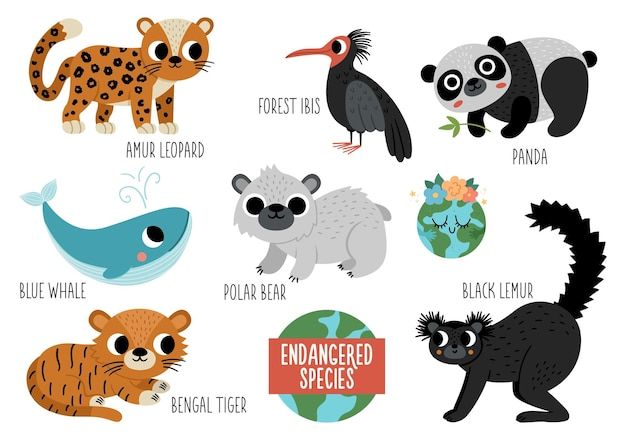 FOREST IBIS
AMUR LEOPARD
PANDA
BLUE WHALE
POLAR BEAR
BLACK LEMUR
ENDANGERED
SPECIES
BENGAL TIGER